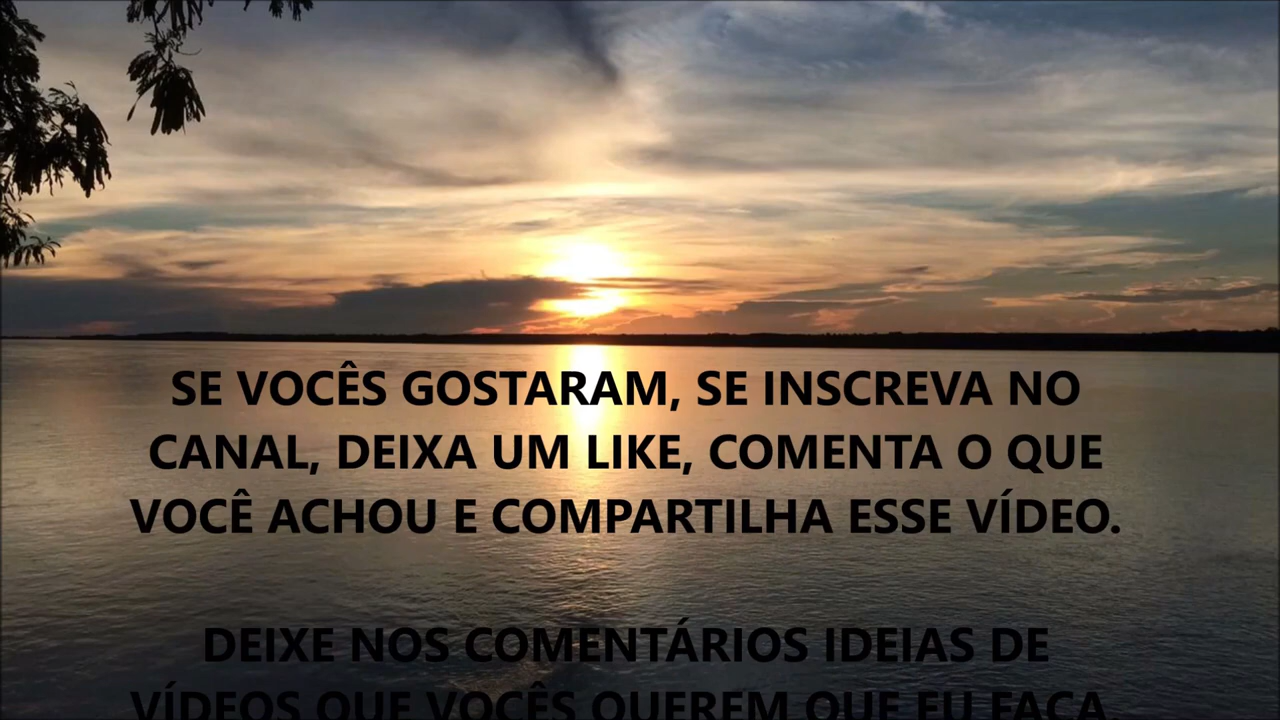 SE VOCÊS GOSTARAM, SE INSCREVA NO
CANAL, DEIXA UM LIKE, COMENTA O QUE
VOCÊ ACHOU E COMPARTILHA ESSE VÍDEO.
DEIXE NOS COMENTÁRIOS IDEIAS DE
VÍDEOS QUE VOCÊS QUEREM QUE EU FAÇA